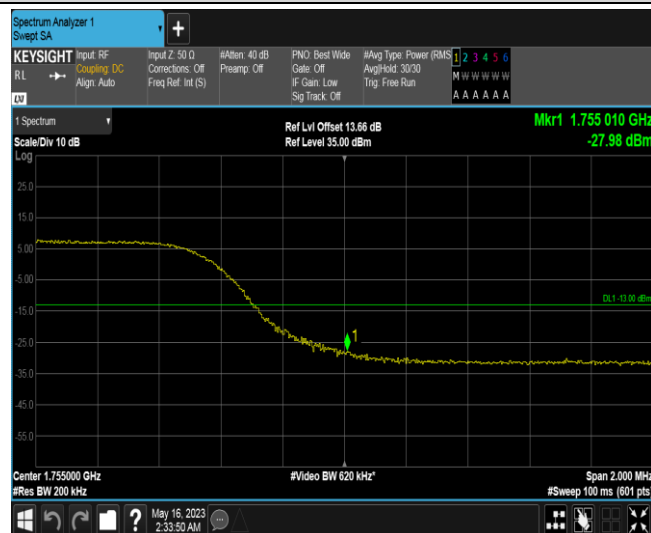 Spectrum Analyzer 1
Swept SA
+
KEYSIGHT
RL
LXI
Input: RF
Coupling: DC
Align: Auto
Input Z: 50 Ω
Corrections: Off
Freq Ref: Int (S)
#Atten: 40 dB
Preamp: Off
PNO: Best Wide
Gate: Off
IF Gain: Low
Sig Track: Off
#Avg Type: Power (RMS
Avg|Hold: 30/30
Trig: Free Run
1 2 3 4 5 6
M W W W W W
A A A A A A
1 Spectrum
Scale/Div 10 dB
Log
Ref Lvl Offset 13.66 dB
Ref Level 35.00 dBm
Mkr1 1.755 010 GHz
-27.98 dBm
25.0
15.0
5.00
-5.00
DL1 -13.00 dBm
-15.0
1
-25.0
-35.0
-45.0
-55.0
Center 1.755000 GHz
#Res BW 200 kHz
#Video BW 620 kHz*
Span 2.000 MHz
#Sweep 100 ms (601 pts)
?
May 16, 2023
2:33:50 AM